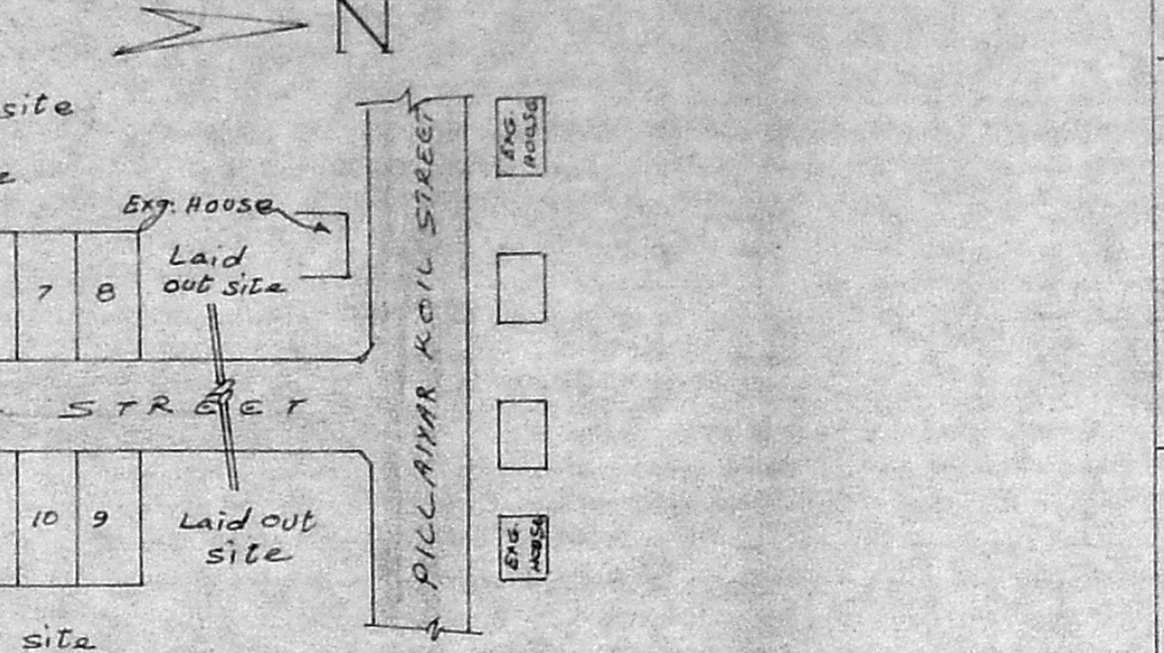 N
site
EXG.
HOUSE
Exg. House
Laid
out site
7
8
STREET
PILLAIYAR KOIL STREET
10
9
Laid out
site
EXG.
HOUSE
site